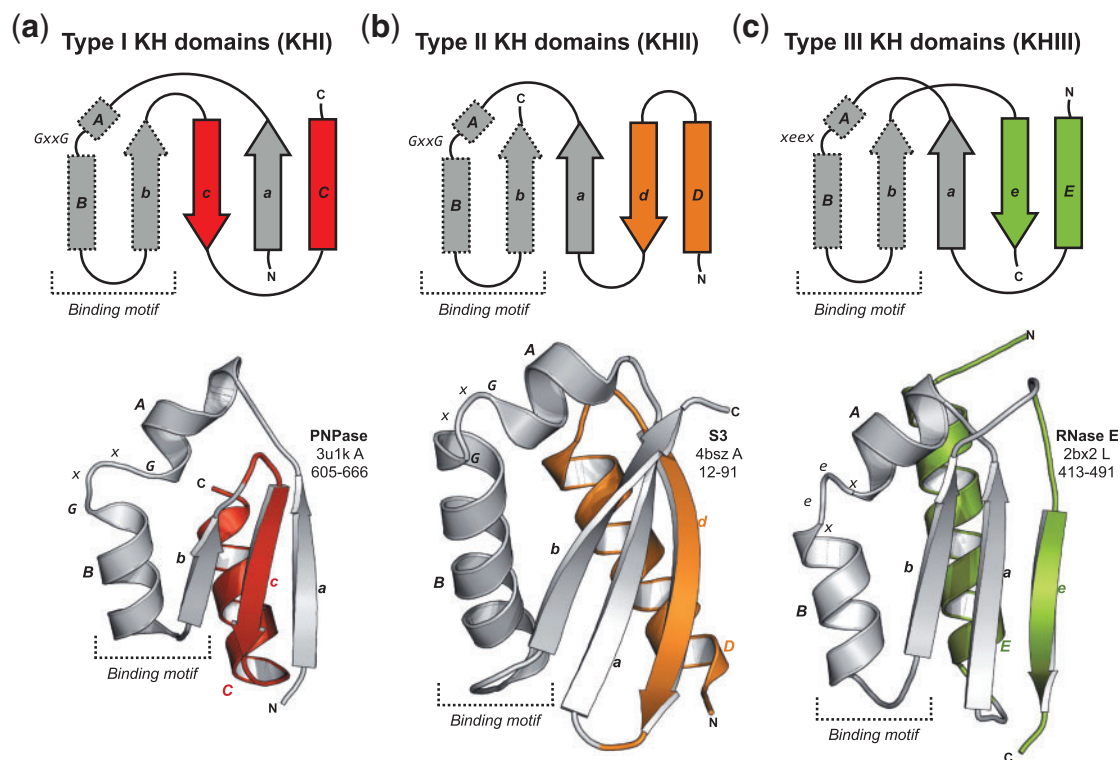 (a) Type I KH domains (KHI)
A
GxxG
B
b
c
a
C
C
N
Binding motif
A
x
x
G
G
B
b
c
a
C
C
N
PNPase
3u1k A
605-666
Binding motif
(b) Type II KH domains (KHII)
A
C
GxxG
B
b
a
d
D
N
Binding motif
A
G
x
x
G
B
b
a
d
D
C
N
S3
4bsz A
12-91
Binding motif
(c) Type III KH domains (KHIII)
A
N
xeex
B
b
a
e
E
C
Binding motif
N
A
e
e
x
x
B
b
a
e
E
C
RNase E
2bx2 L
413-491
Binding motif